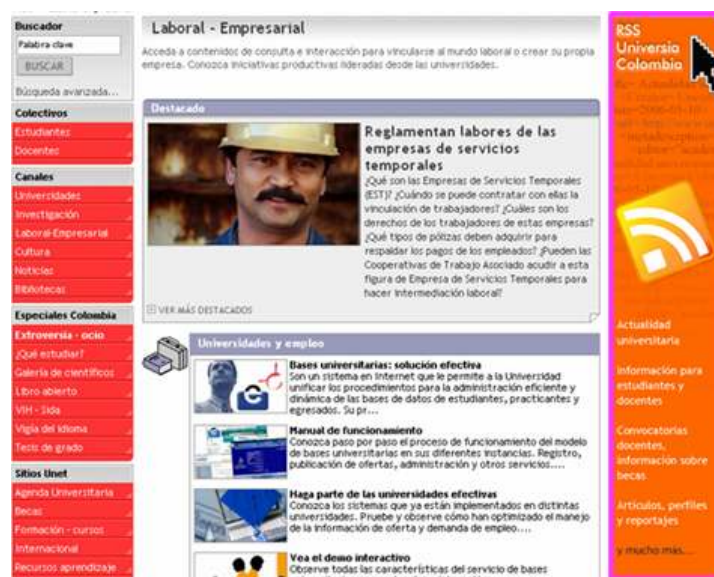 Buscador
Palabra clave
BUSCAR
Búsqueda avanzada...
Colectivos
Estudiantes
Docentes
Canales
Universidades
Investigación
Laboral-Empresarial
Cultura
Noticias
Bibliotecas
Especiales Colombia
Extroversia - ocio
¿Qué estudiar?
Galería de científicos
Libro abierto
VIH - Sida
Vigía del idioma
Tesis de grado
Sitios Unet
Agenda Universitaria
Becas
Formación - cursos
Internacional
Recursos aprendizaje
Laboral - Empresarial
Acceda a contenidos de consulta e interacción para vincularse al mundo laboral o crear su propia
empresa. Conozca iniciativas productivas lideradas desde las universidades.
Destacado
Reglamentan labores de las
empresas de servicios
temporales
¿Qué son las Empresas de Servicios Temporales
(EST)? ¿Cuándo se puede contratar con ellas la
vinculación de trabajadores? ¿Cuáles son los
derechos de los trabajadores de estas empresas?
¿Qué tipos de pólizas deben adquirir para
respaldar los pagos de los empleados? ¿Pueden las
Cooperativas de Trabajo Asociado acudir a esta
figura de Empresa de Servicios Temporales para
hacer intermediación laboral?
VER MÁS DESTACADOS
Universidades y empleo
Bases universitarias: solución efectiva
Son un sistema en Internet que le permite a la Universidad
unificar los procedimientos para la administración eficiente y
dinámica de las bases de datos de estudiantes, practicantes y
egresados. Su pr...
Manual de funcionamiento
Conozca paso por paso el proceso de funcionamiento del modelo
de bases universitarias en sus diferentes instancias. Registro,
publicación de ofertas, administración y otros servicios....
Haga parte de las universidades efectivas
Conozca los sistemas que ya están implementados en distintas
universidades. Pruebe y observe cómo han optimizado el manejo
de la información de oferta y demanda de empleo....
Vea el demo interactivo
Observe todas las características del servicio de bases
RSS
Universia
Colombia
Actualidad
universitaria
Información para
estudiantes y
docentes
Convocatorias
docentes,
información sobre
becas
Artículos, perfiles
y reportajes
y mucho más...